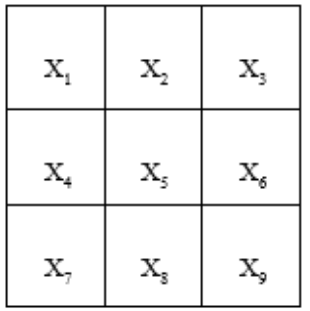 X₁ X₂ X₃
X₄ X₅ X₆
X₇ X₈ X₉